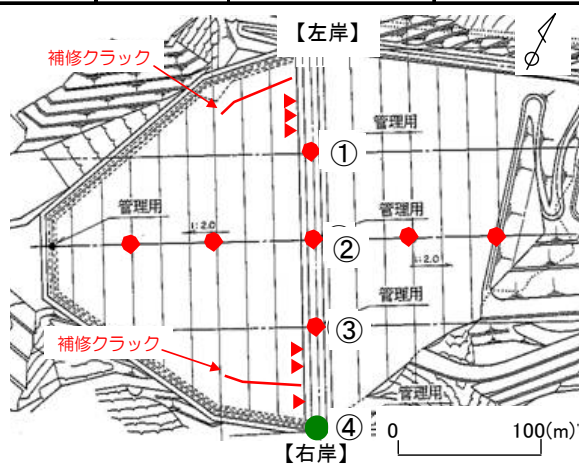 【左岸】
補修クラック
管理用
①
管理用
管理用
1:2.0
②
1:2.0
管理用
③
補修クラック
管理用
④
0 100(m)
【右岸】